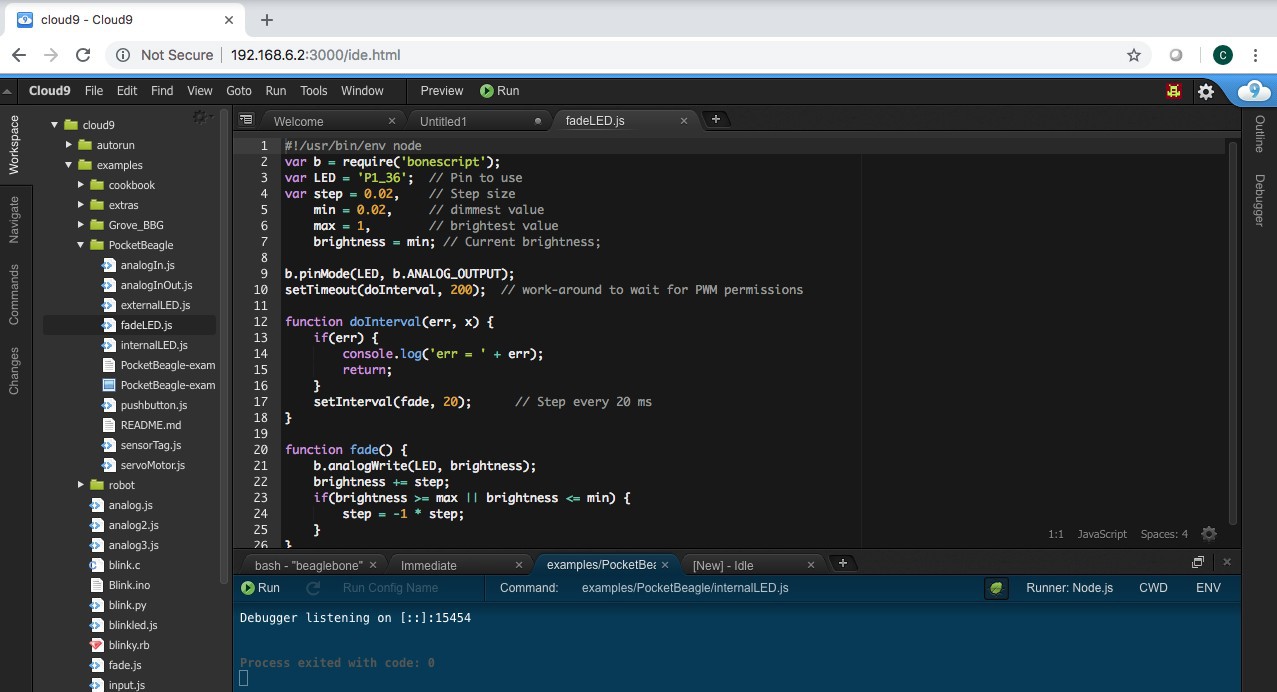 cloud9 - Cloud9
Not Secure 192.168.6.2:3000/ide.html
C
Cloud9 File Edit Find View Goto Run Tools Window Preview Run
9
Workspace
Navigate
Commands
Changes
cloud9
autorun
examples
cookbook
extras
Grove_BBG
PocketBeagle
analogIn.js
analogInOut.js
externalLED.js
fadeLED.js
internalLED.js
PocketBeagle-exam
PocketBeagle-exam
pushbutton.js
README.md
sensorTag.js
servoMotor.js
robot
analog.js
analog2.js
analog3.js
blink.c
Blink.ino
blink.py
blinkled.js
blinky.rb
fade.js
input.js
Welcome Untitled1 fadeLED.js
1 #!/usr/bin/env node
2 var b = require('bonescript');
3 var LED = 'P1_36'; // Pin to use
4 var step = 0.02, // Step size
5 min = 0.02, // dimmest value
6 max = 1, // brightest value
7 brightness = min; // Current brightness;
8
9 b.pinMode(LED, b.ANALOG_OUTPUT);
10 setTimeout(doInterval, 200); // work-around to wait for PWM permissions
11
12 function doInterval(err, x) {
13 if(err) {
14 console.log('err = ' + err);
15 return;
16 }
17 setInterval(fade, 20); // Step every 20 ms
18 }
19
20 function fade() {
21 b.analogWrite(LED, brightness);
22 brightness += step;
23 if(brightness >= max || brightness <= min) {
24 step = -1 * step;
25 }
26 }
1:1 JavaScript Spaces: 4
Outline
Debugger
bash - "beaglebone" Immediate examples/PocketBea [New] - Idle
Run Run Config Name Command: examples/PocketBeagle/internalLED.js Runner: Node.js CWD ENV
Debugger listening on [::]:15454
Process exited with code: 0